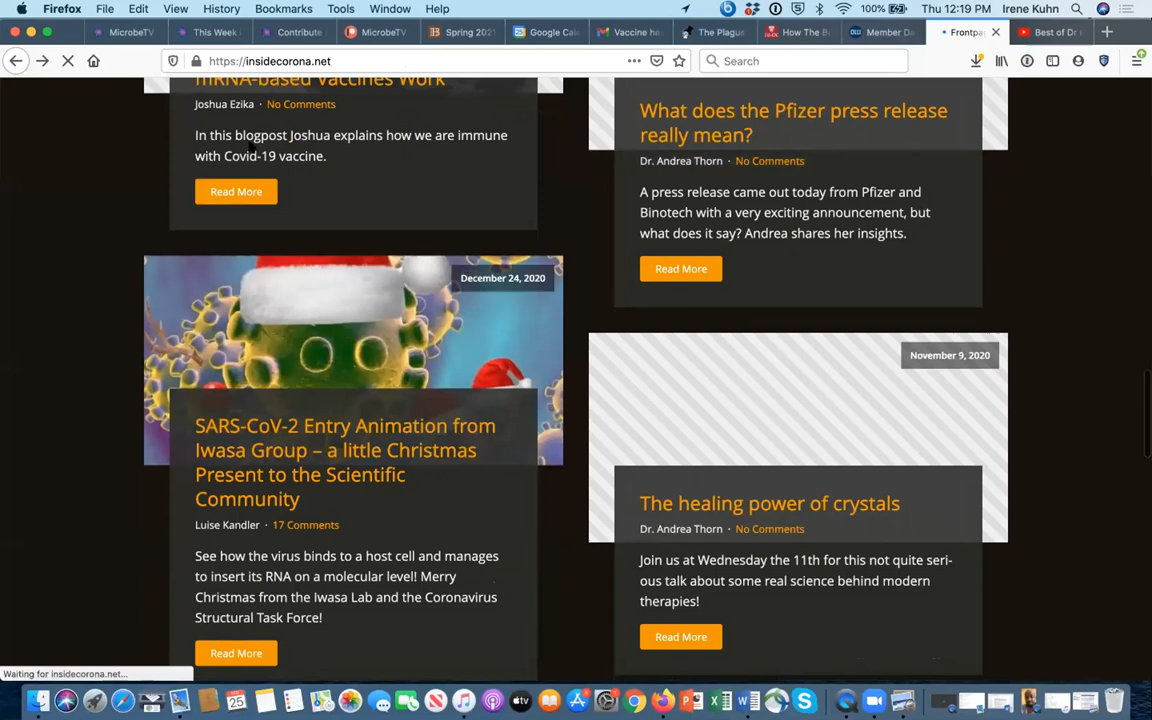 Firefox File Edit View History Bookmarks Tools Window Help 100% Thu 12:19 PM Irene Kuhn
MicrobeTV This Week Contribute MicrobeTV Spring 2021 Google Cal Vaccine ha The Plague How The B Member Da Frontpa Best of Dr
https://insidecorona.net Search
mRNA-based Vaccines Work
Joshua Ezika · No Comments
In this blogpost Joshua explains how we are immune
with Covid-19 vaccine.
Read More
December 24, 2020
SARS-CoV-2 Entry Animation from
Iwasa Group – a little Christmas
Present to the Scientific
Community
Luise Kandler · 17 Comments
See how the virus binds to a host cell and manages
to insert its RNA on a molecular level! Merry
Christmas from the Iwasa Lab and the Coronavirus
Structural Task Force!
Read More
What does the Pfizer press release
really mean?
Dr. Andrea Thorn · No Comments
A press release came out today from Pfizer and
Binotech with a very exciting announcement, but
what does it say? Andrea shares her insights.
Read More
November 9, 2020
The healing power of crystals
Dr. Andrea Thorn · No Comments
Join us at Wednesday the 11th for this not quite seri-
ous talk about some real science behind modern
therapies!
Read More
Waiting for insidecorona.net...